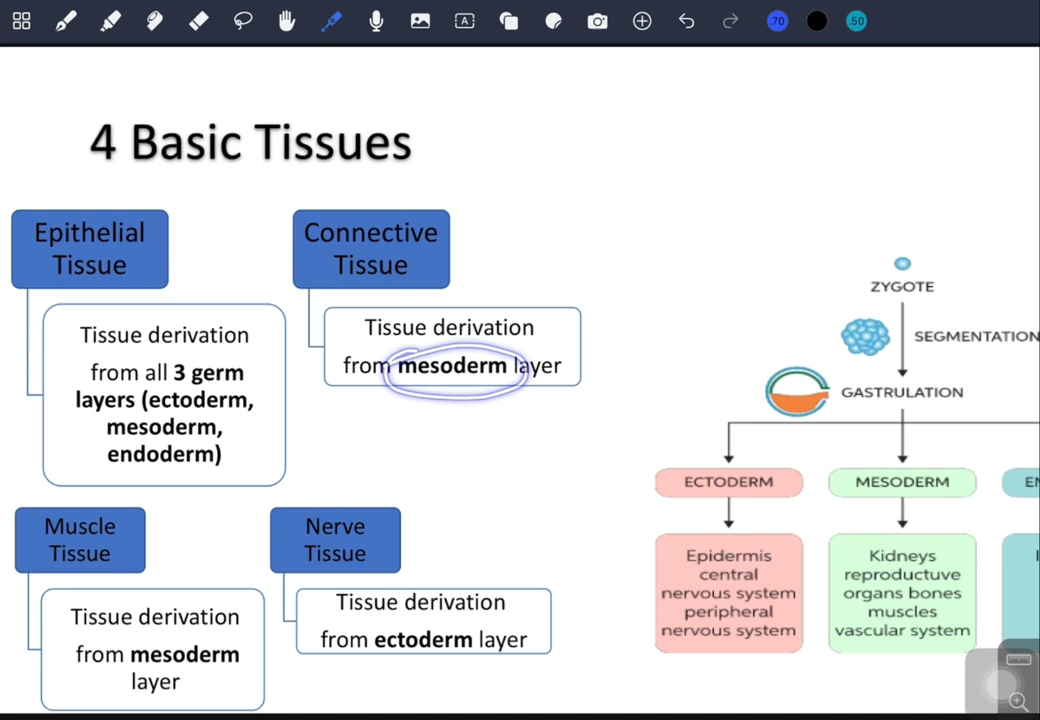 A
.70
.50
4 Basic Tissues
Epithelial
Tissue
Tissue derivation
from all 3 germ
layers (ectoderm,
mesoderm,
endoderm)
Connective
Tissue
Tissue derivation
from mesoderm layer
Muscle
Tissue
Tissue derivation
from mesoderm
layer
Nerve
Tissue
Tissue derivation
from ectoderm layer
ZYGOTE
SEGMENTATION
GASTRULATION
ECTODERM
MESODERM
Epidermis
central
nervous system
peripheral
nervous system
Kidneys
reproductuve
organs bones
muscles
vascular system